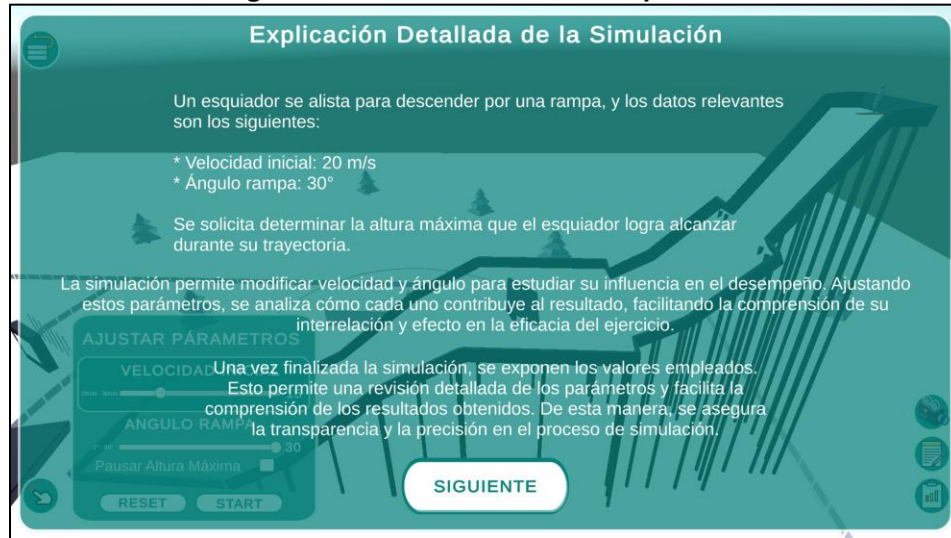 Explicación Detallada de la Simulación
Un esquiador se alista para descender por una rampa, y los datos relevantes
son los siguientes:
* Velocidad inicial: 20 m/s
* Ángulo rampa: 30°
Se solicita determinar la altura máxima que el esquiador logra alcanzar
durante su trayectoria.
La simulación permite modificar velocidad y ángulo para estudiar su influencia en el desempeño. Ajustando
estos parámetros, se analiza cómo cada uno contribuye al resultado, facilitando la comprensión de su
interrelación y efecto en la eficacia del ejercicio.
Una vez finalizada la simulación, se exponen los valores empleados.
Esto permite una revisión detallada de los parámetros y facilita la
comprensión de los resultados obtenidos. De esta manera, se asegura
la transparencia y la precisión en el proceso de simulación.
AJUSTAR PÁRAMETROS
VELOCIDAD
ANGULO RAMPA
30
Pausar Altura Máxima
RESET
START
SIGUIENTE